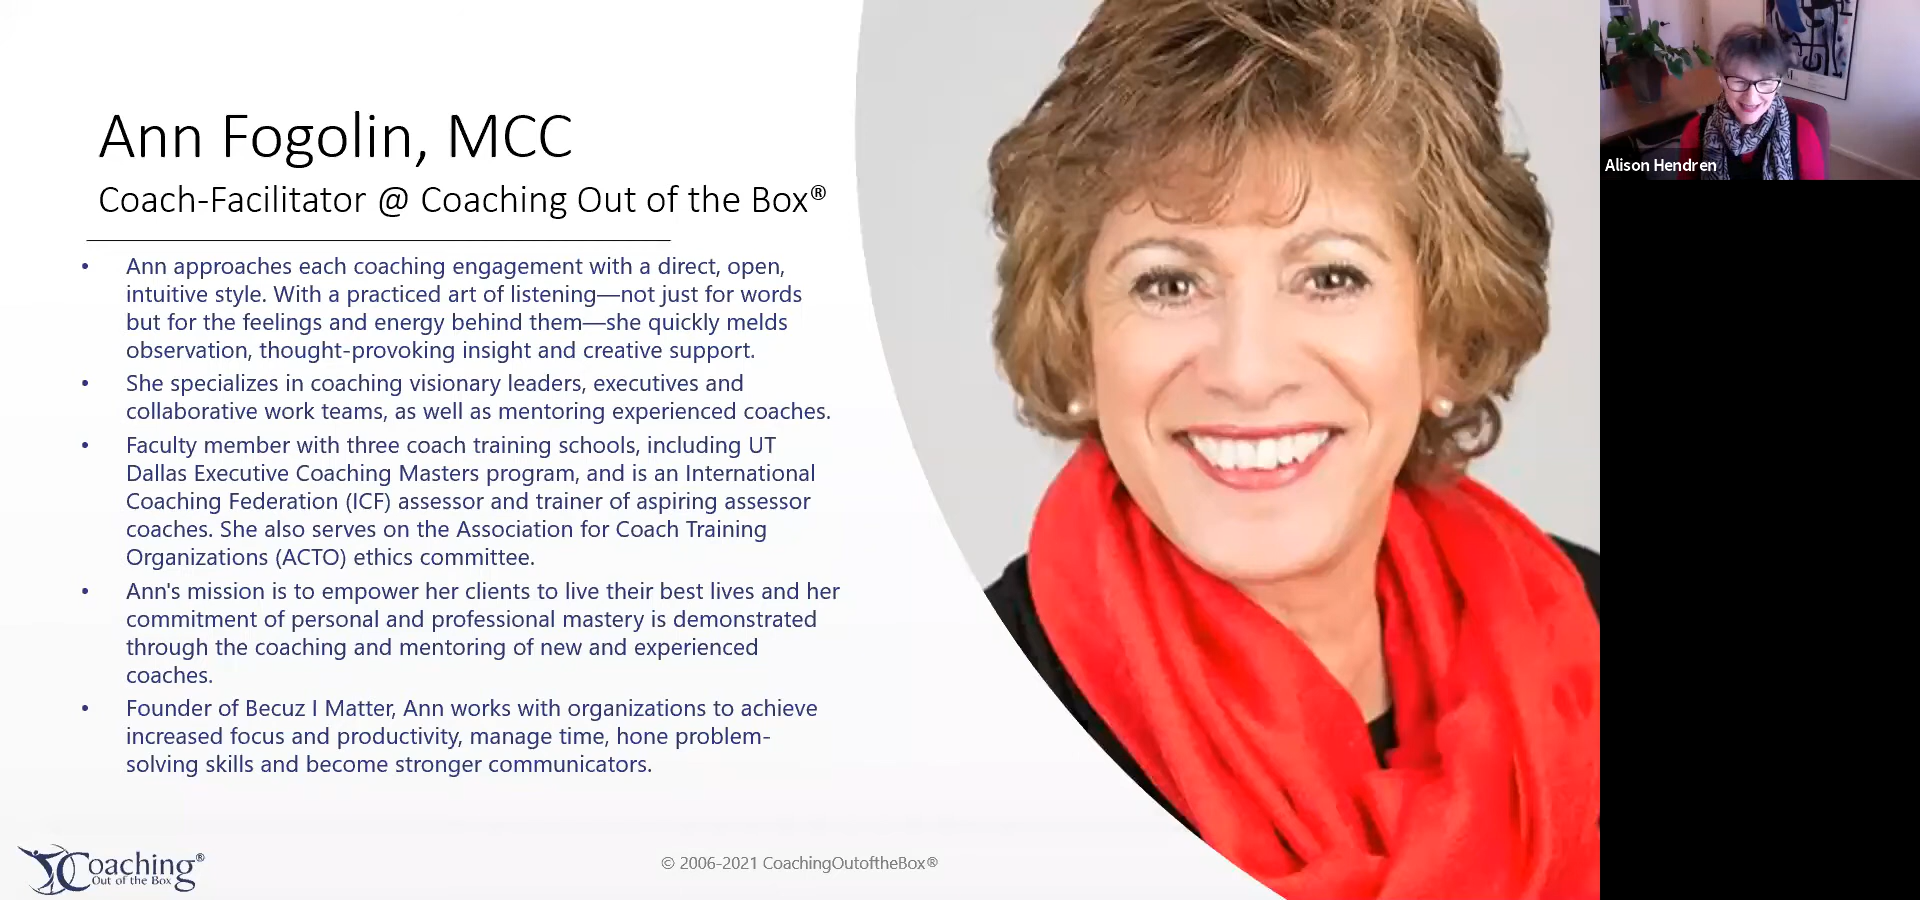 Ann Fogolin, MCC
Coach-Facilitator @ Coaching Out of the Box®
• Ann approaches each coaching engagement with a direct, open,
intuitive style. With a practiced art of listening—not just for words
but for the feelings and energy behind them—she quickly melds
observation, thought-provoking insight and creative support.
• She specializes in coaching visionary leaders, executives and
collaborative work teams, as well as mentoring experienced coaches.
• Faculty member with three coach training schools, including UT
Dallas Executive Coaching Masters program, and is an International
Coaching Federation (ICF) assessor and trainer of aspiring assessor
coaches. She also serves on the Association for Coach Training
Organizations (ACTO) ethics committee.
• Ann's mission is to empower her clients to live their best lives and her
commitment of personal and professional mastery is demonstrated
through the coaching and mentoring of new and experienced
coaches.
• Founder of Becuz I Matter, Ann works with organizations to achieve
increased focus and productivity, manage time, hone problem-
solving skills and become stronger communicators.
Coaching®
Out of the Box
© 2006-2021 CoachingOutoftheBox®
Alison Hendren